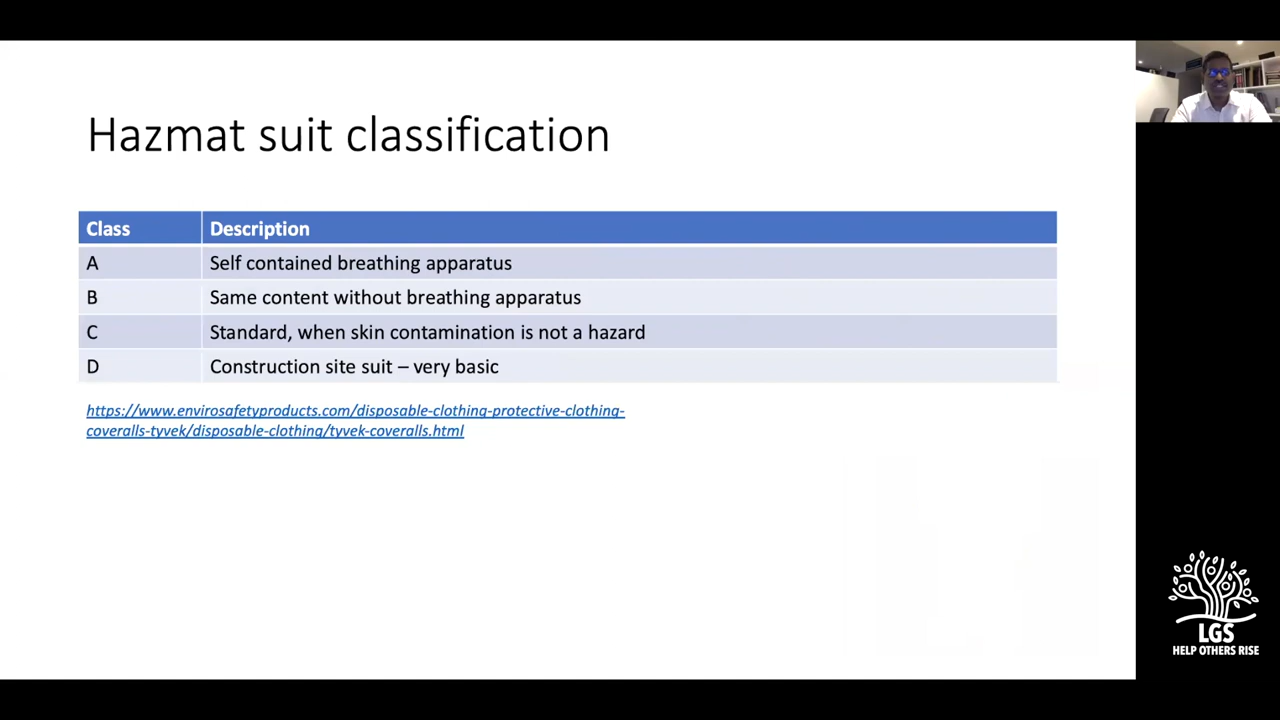 Hazmat suit classification
Class Description
A Self contained breathing apparatus
B Same content without breathing apparatus
C Standard, when skin contamination is not a hazard
D Construction site suit – very basic
https://www.envirosafetyproducts.com/disposable-clothing-protective-clothing-
coveralls-tyvek/disposable-clothing/tyvek-coveralls.html
LGS
HELP OTHERS RISE